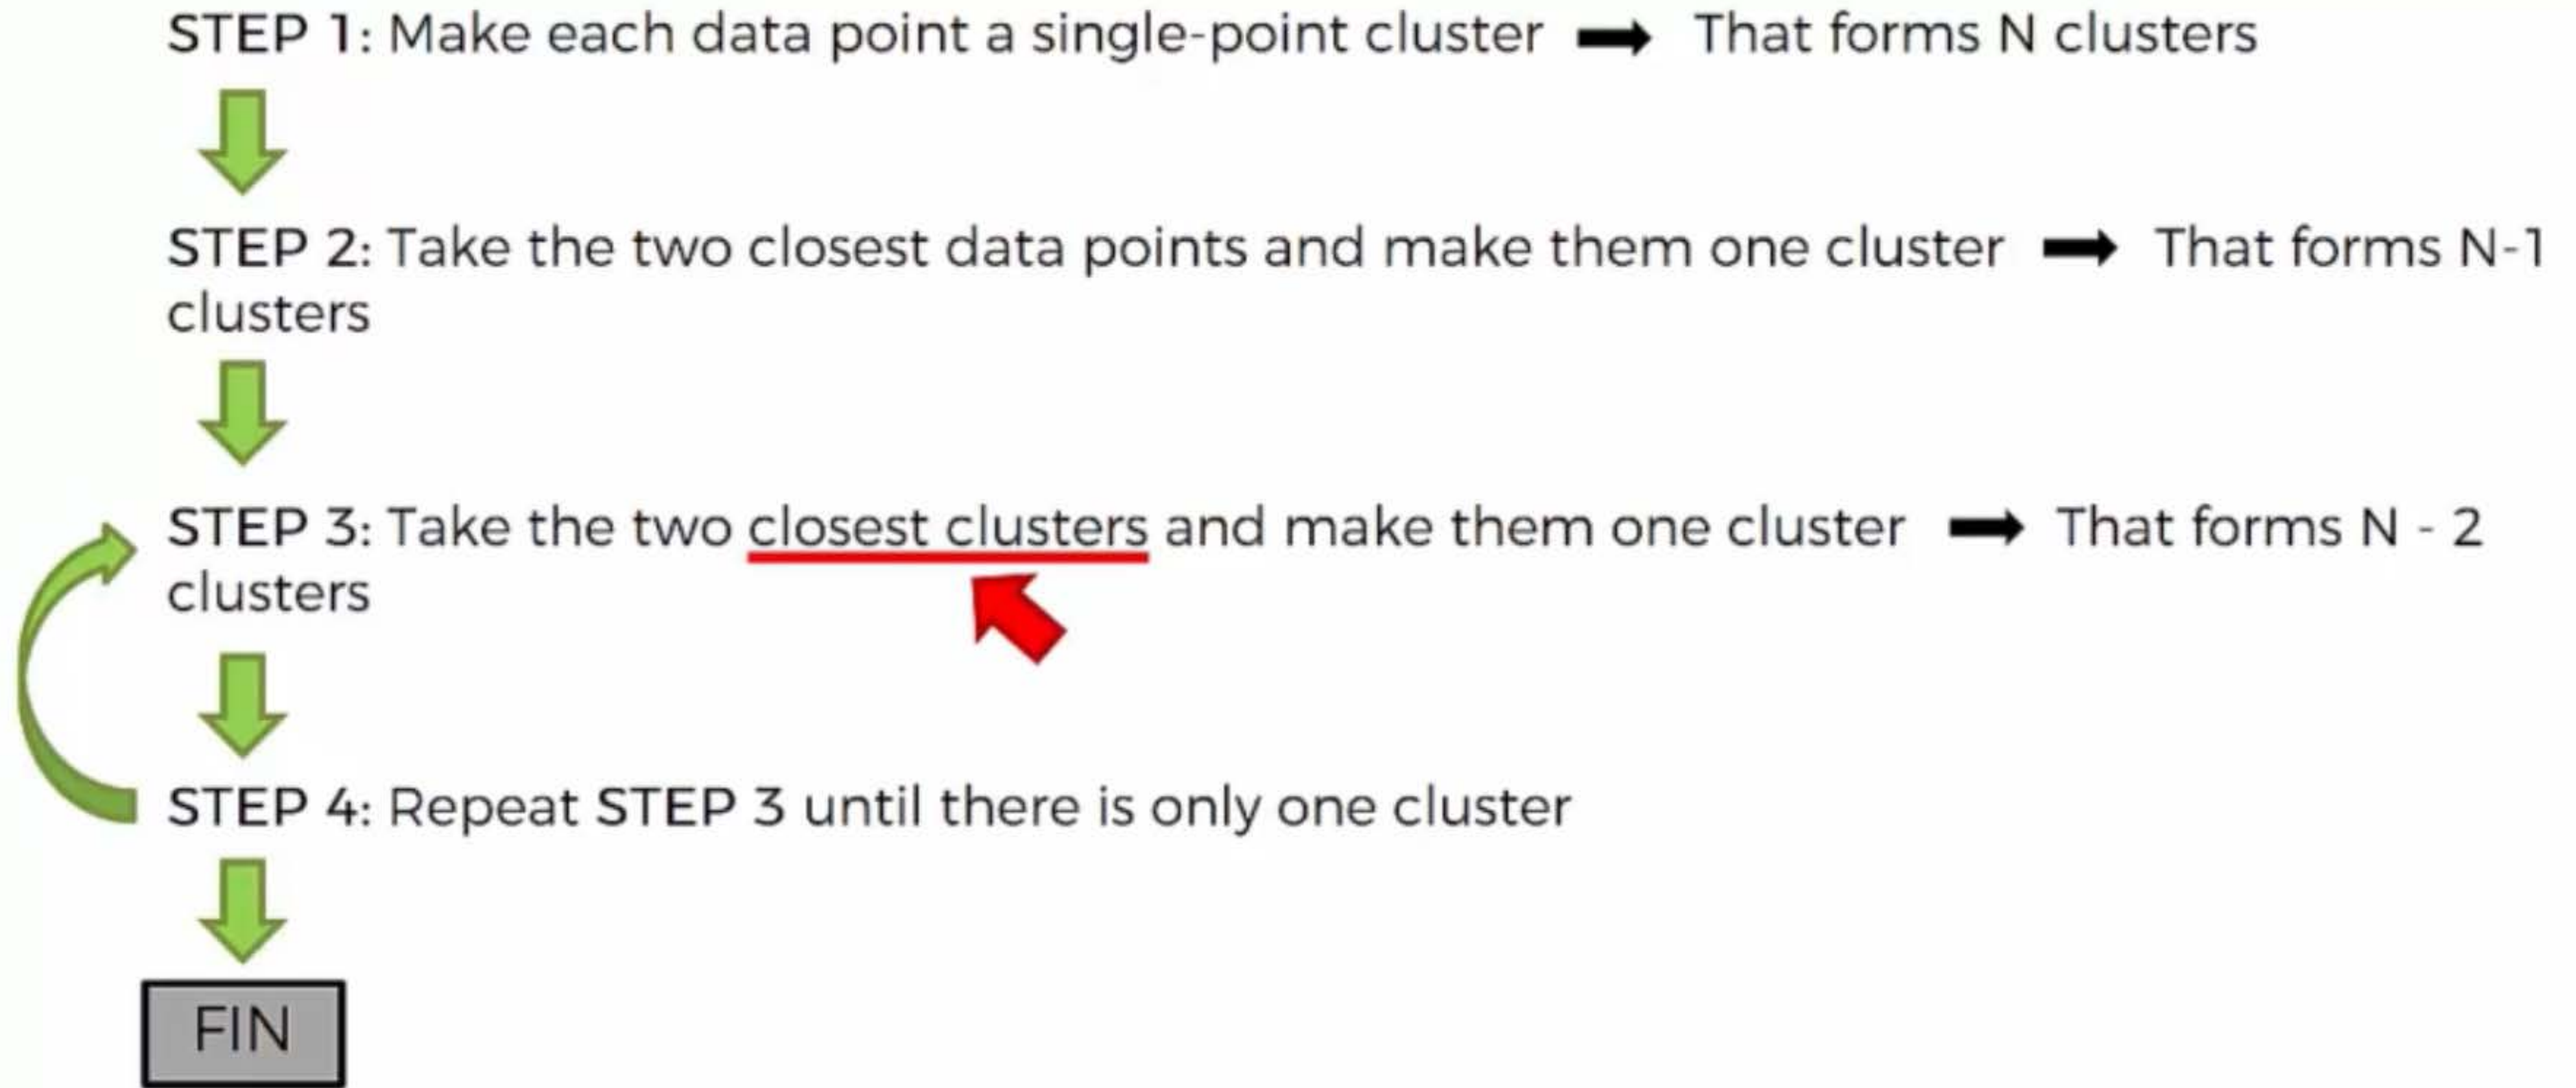 STEP 1: Make each data point a single-point cluster ➡ That forms N clusters
STEP 2: Take the two closest data points and make them one cluster ➡ That forms N-1
clusters
STEP 3: Take the two closest clusters and make them one cluster ➡ That forms N - 2
clusters
STEP 4: Repeat STEP 3 until there is only one cluster
FIN